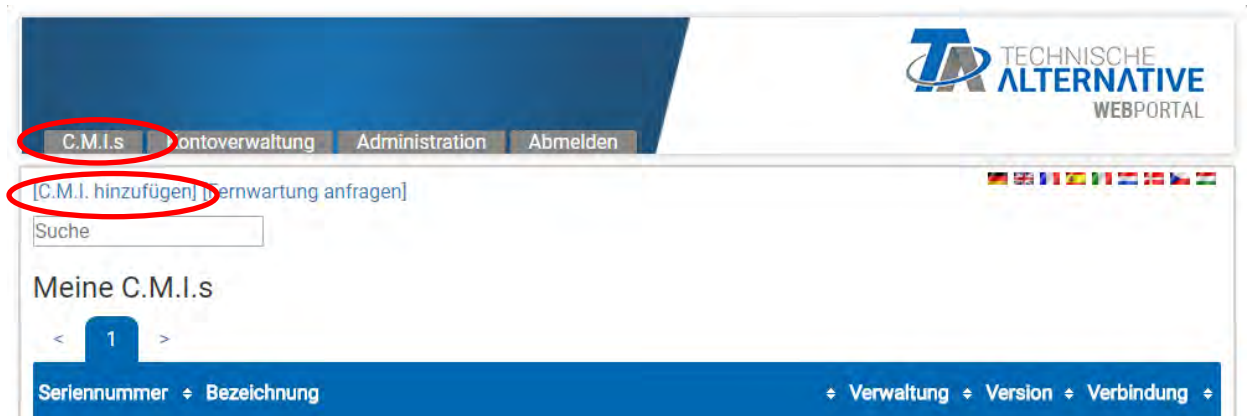 TECHNISCHE
ALTERNATIVE
WEBPORTAL
C.M.I.s Kontoverwaltung Administration Abmelden
[C.M.I. hinzufügen] [Fernwartung anfragen]
Suche
Meine C.M.I.s
< 1 >
Seriennummer Bezeichnung Verwaltung Version Verbindung